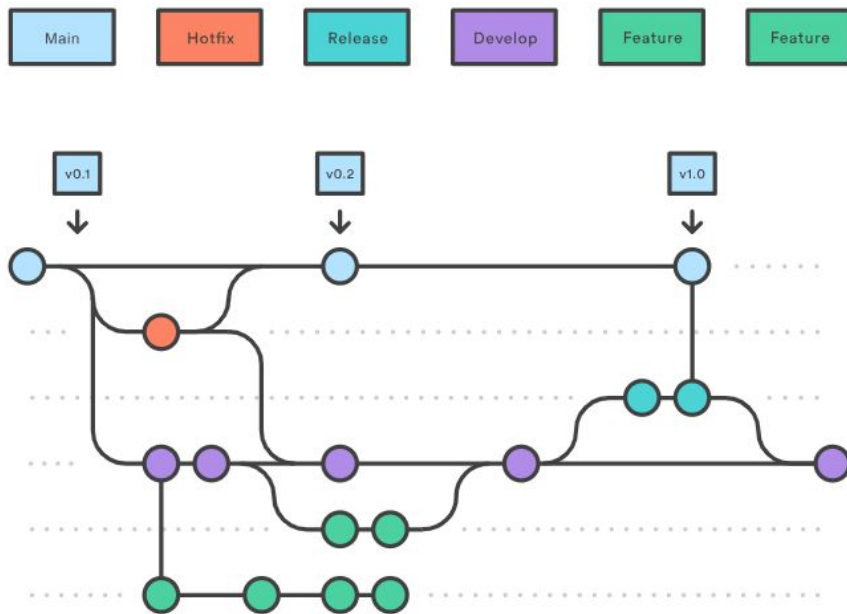 Main
Hotfix
Release
Develop
Feature
Feature
v0.1
v0.2
v1.0